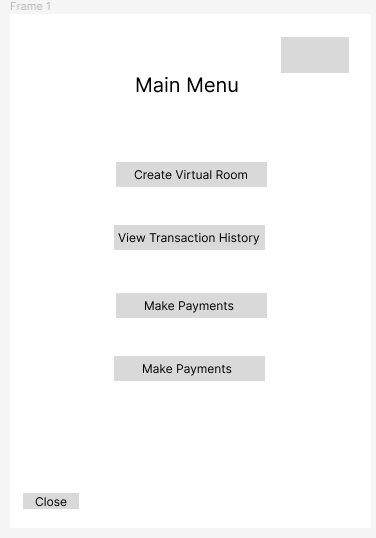 Frame 1
Main Menu
Create Virtual Room
View Transaction History
Make Payments
Make Payments
Close